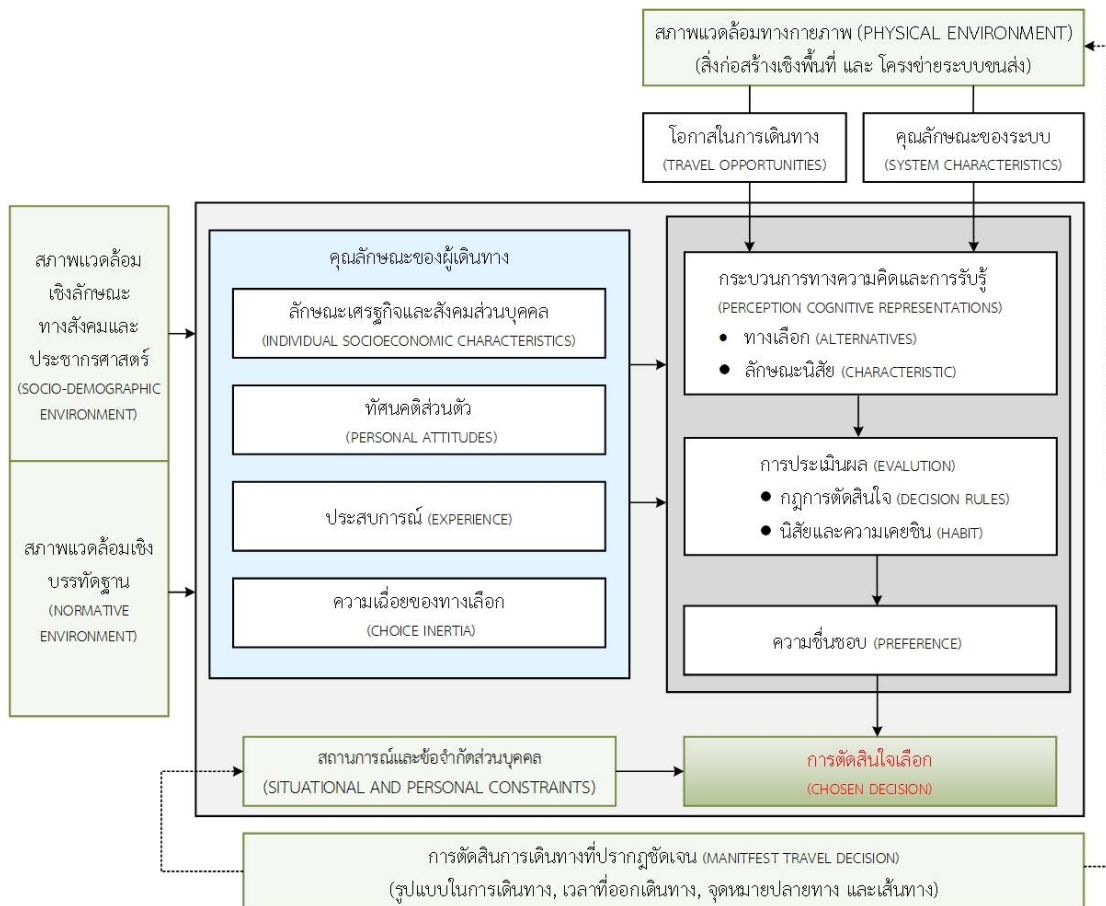 สภาพแวดล้อมทางกายภาพ (PHYSICAL ENVIRONMENT)
(สิ่งก่อสร้างเชิงพื้นที่ และ โครงข่ายระบบขนส่ง)
โอกาสในการเดินทาง
(TRAVEL OPPORTUNITIES)
คุณลักษณะของระบบ
(SYSTEM CHARACTERISTICS)
สภาพแวดล้อม
เชิงลักษณะ
ทางสังคมและ
ประชากรศาสตร์
(SOCIO-DEMOGRAPHIC
ENVIRONMENT)
สภาพแวดล้อมเชิง
บรรทัดฐาน
(NORMATIVE
ENVIRONMENT)
คุณลักษณะของผู้เดินทาง
ลักษณะเศรษฐกิจและสังคมส่วนบุคคล
(INDIVIDUAL SOCIOECONOMIC CHARACTERISTICS)
ทัศนคติส่วนตัว
(PERSONAL ATTITUDES)
ประสบการณ์ (EXPERIENCE)
ความเฉื่อยของทางเลือก
(CHOICE INERTIA)
กระบวนการทางความคิดและการรับรู้
(PERCEPTION COGNITIVE REPRESENTATIONS)
• ทางเลือก (ALTERNATIVES)
• ลักษณะนิสัย (CHARACTERISTIC)
การประเมินผล (EVALUTION)
• กฎการตัดสินใจ (DECISION RULES)
• นิสัยและความเคยชิน (HABIT)
ความชื่นชอบ (PREFERENCE)
สถานการณ์และข้อจำกัดส่วนบุคคล
(SITUATIONAL AND PERSONAL CONSTRAINTS)
การตัดสินใจเลือก
(CHOSEN DECISION)
การตัดสินการเดินทางที่ปรากฎชัดเจน (MANITFEST TRAVEL DECISION)
(รูปแบบในการเดินทาง, เวลาที่ออกเดินทาง, จุดหมายปลายทาง และเส้นทาง)